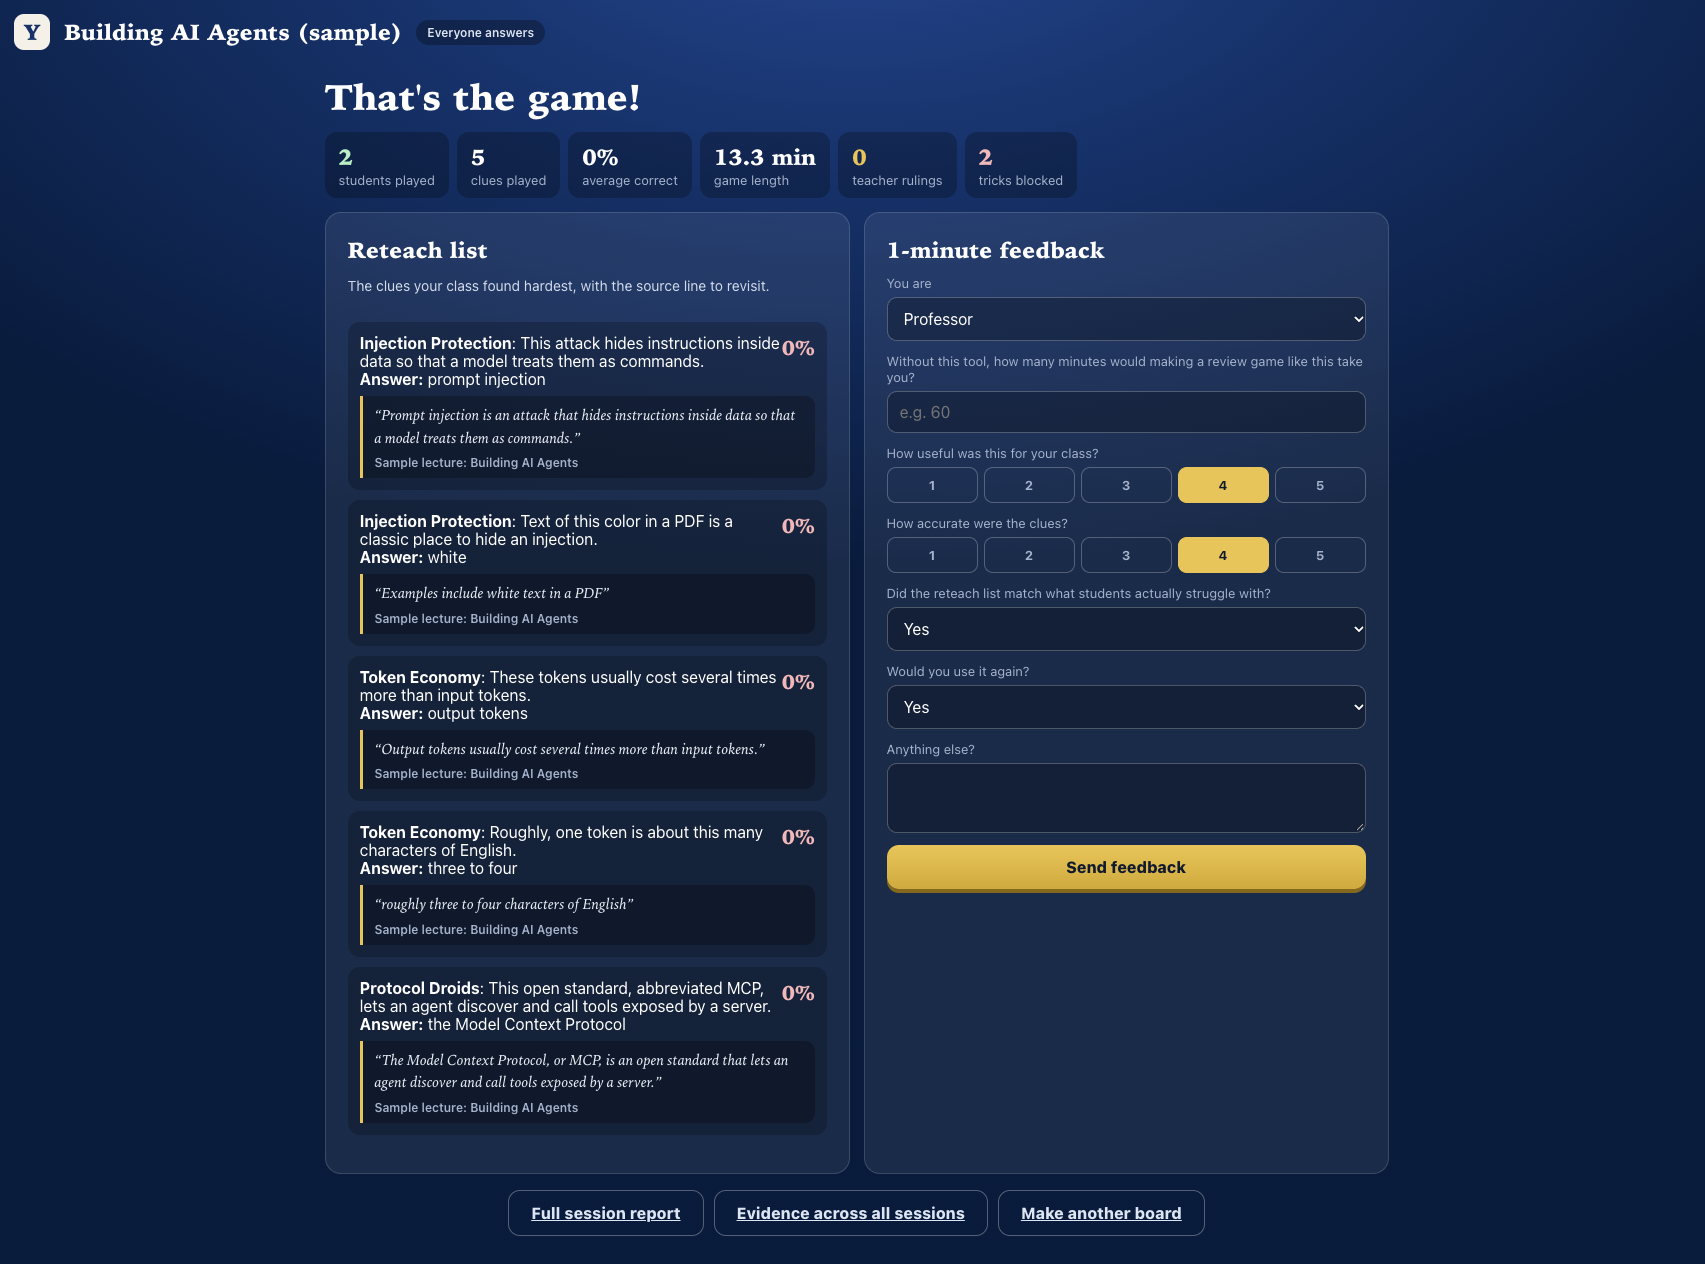 Y
Building AI Agents (sample)
Everyone answers
That's the game!
2
students played
5
clues played
0%
average correct
13.3 min
game length
0
teacher rulings
2
tricks blocked
Reteach list
The clues your class found hardest, with the source line to revisit.
Injection Protection: This attack hides instructions inside
data so that a model treats them as commands.
Answer: prompt injection
0%
“Prompt injection is an attack that hides instructions inside data so that
a model treats them as commands.”
Sample lecture: Building AI Agents
Injection Protection: Text of this color in a PDF is a
classic place to hide an injection.
Answer: white
0%
“Examples include white text in a PDF”
Sample lecture: Building AI Agents
Token Economy: These tokens usually cost several times
more than input tokens.
Answer: output tokens
0%
“Output tokens usually cost several times more than input tokens.”
Sample lecture: Building AI Agents
Token Economy: Roughly, one token is about this many
characters of English.
Answer: three to four
0%
“roughly three to four characters of English”
Sample lecture: Building AI Agents
Protocol Droids: This open standard, abbreviated MCP,
lets an agent discover and call tools exposed by a server.
Answer: the Model Context Protocol
0%
“The Model Context Protocol, or MCP, is an open standard that lets an
agent discover and call tools exposed by a server.”
Sample lecture: Building AI Agents
1-minute feedback
You are
Professor
Without this tool, how many minutes would making a review game like this take
you?
e.g. 60
How useful was this for your class?
1 2 3 4 5
How accurate were the clues?
1 2 3 4 5
Did the reteach list match what students actually struggle with?
Yes
Would you use it again?
Yes
Anything else?
Send feedback
Full session report
Evidence across all sessions
Make another board